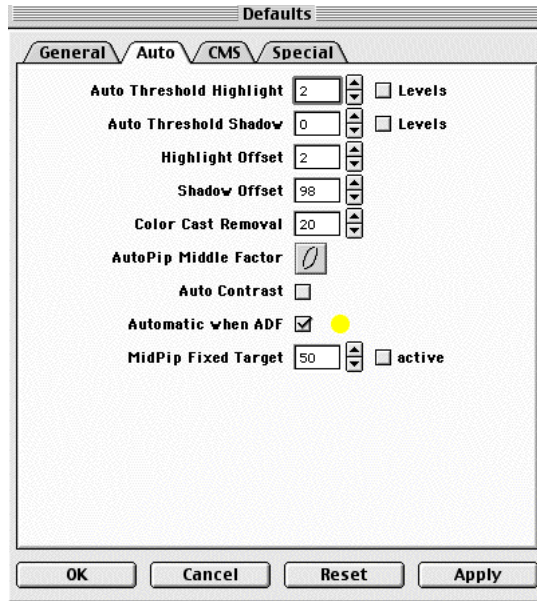 Defaults
General Auto CMS Special
Auto Threshold Highlight 2 Levels
Auto Threshold Shadow 0 Levels
Highlight Offset 2
Shadow Offset 98
Color Cast Removal 20
AutoPip Middle Factor
Auto Contrast
Automatic when ADF
MidPip Fixed Target 50 active
OK Cancel Reset Apply